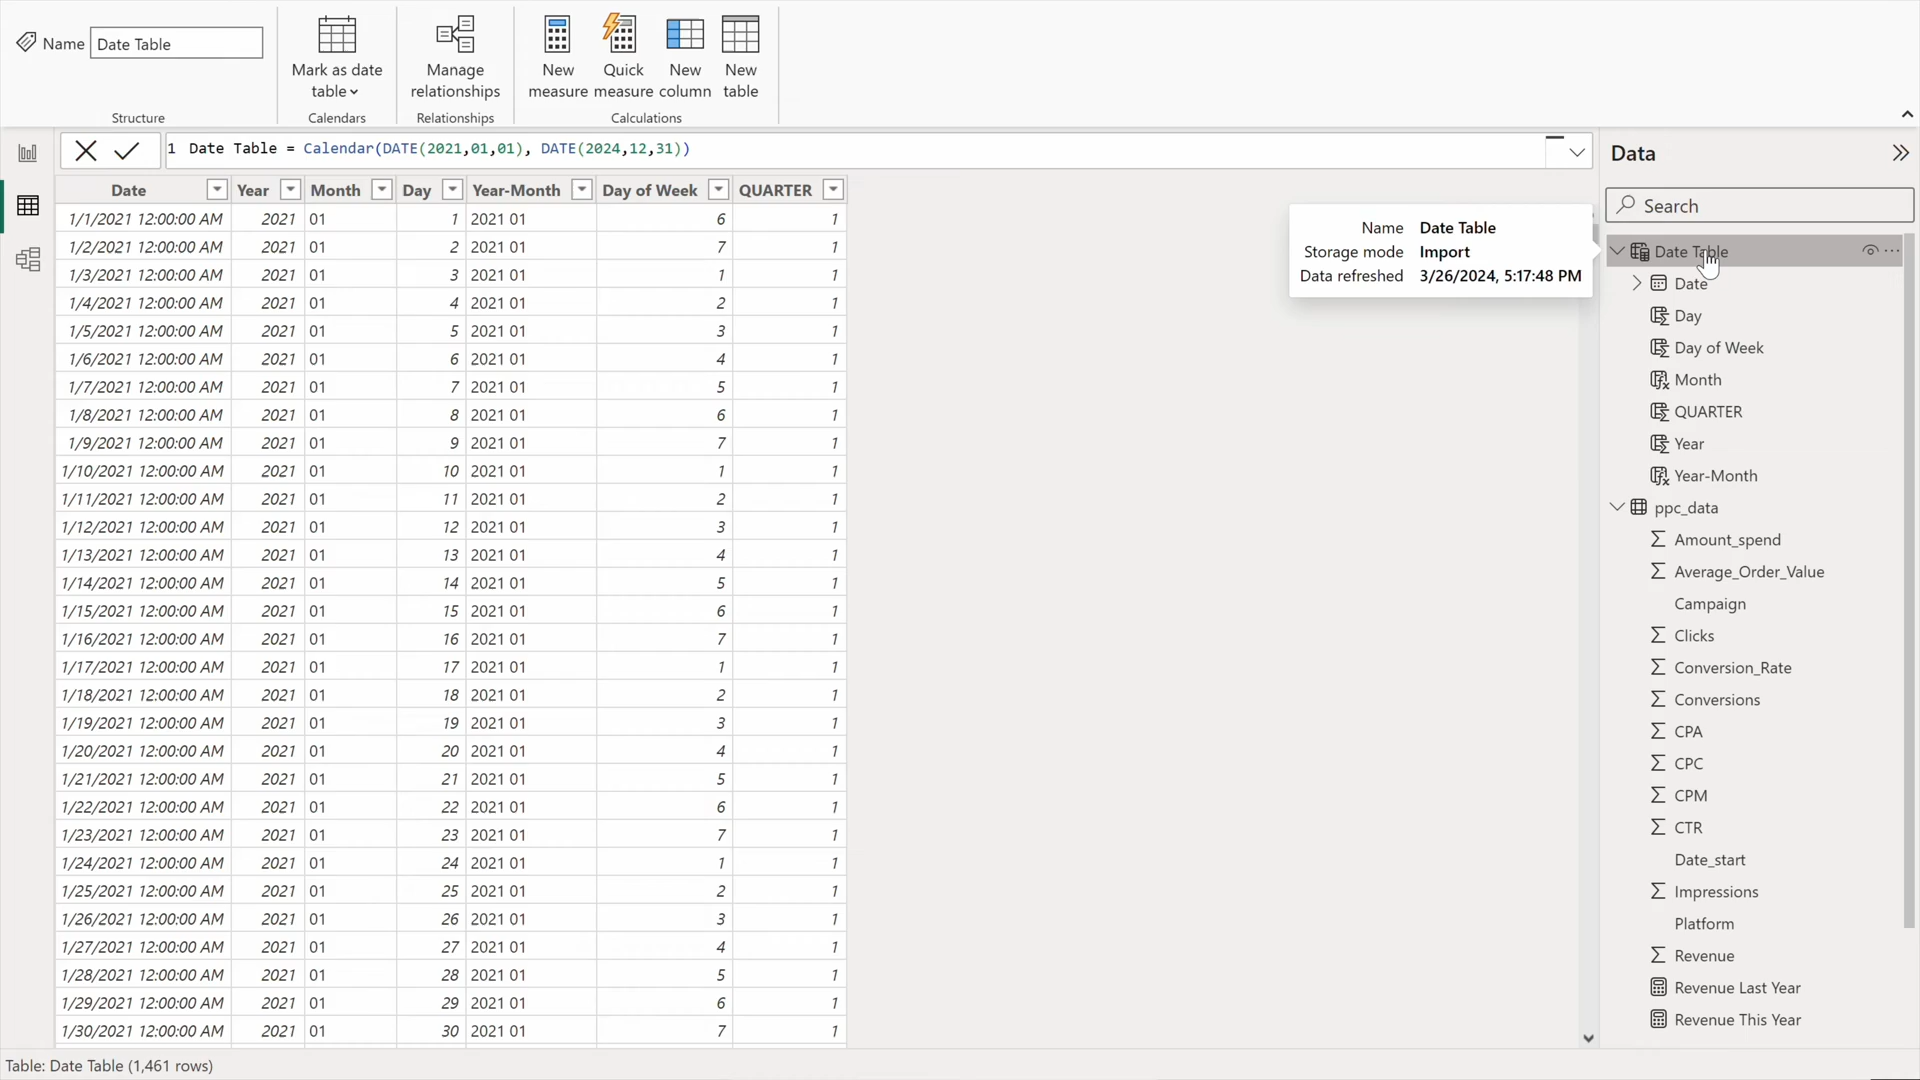 Name Date Table
Mark as date table
Manage relationships
New measure
Quick measure
New column
New table
Structure Calendars Relationships Calculations
1 Date Table = Calendar(DATE(2021,01,01), DATE(2024,12,31))
Date Year Month Day Year-Month Day of Week QUARTER
1/1/2021 12:00:00 AM 2021 01 1 2021 01 6 1
1/2/2021 12:00:00 AM 2021 01 2 2021 01 7 1
1/3/2021 12:00:00 AM 2021 01 3 2021 01 1 1
1/4/2021 12:00:00 AM 2021 01 4 2021 01 2 1
1/5/2021 12:00:00 AM 2021 01 5 2021 01 3 1
1/6/2021 12:00:00 AM 2021 01 6 2021 01 4 1
1/7/2021 12:00:00 AM 2021 01 7 2021 01 5 1
1/8/2021 12:00:00 AM 2021 01 8 2021 01 6 1
1/9/2021 12:00:00 AM 2021 01 9 2021 01 7 1
1/10/2021 12:00:00 AM 2021 01 10 2021 01 1 1
1/11/2021 12:00:00 AM 2021 01 11 2021 01 2 1
1/12/2021 12:00:00 AM 2021 01 12 2021 01 3 1
1/13/2021 12:00:00 AM 2021 01 13 2021 01 4 1
1/14/2021 12:00:00 AM 2021 01 14 2021 01 5 1
1/15/2021 12:00:00 AM 2021 01 15 2021 01 6 1
1/16/2021 12:00:00 AM 2021 01 16 2021 01 7 1
1/17/2021 12:00:00 AM 2021 01 17 2021 01 1 1
1/18/2021 12:00:00 AM 2021 01 18 2021 01 2 1
1/19/2021 12:00:00 AM 2021 01 19 2021 01 3 1
1/20/2021 12:00:00 AM 2021 01 20 2021 01 4 1
1/21/2021 12:00:00 AM 2021 01 21 2021 01 5 1
1/22/2021 12:00:00 AM 2021 01 22 2021 01 6 1
1/23/2021 12:00:00 AM 2021 01 23 2021 01 7 1
1/24/2021 12:00:00 AM 2021 01 24 2021 01 1 1
1/25/2021 12:00:00 AM 2021 01 25 2021 01 2 1
1/26/2021 12:00:00 AM 2021 01 26 2021 01 3 1
1/27/2021 12:00:00 AM 2021 01 27 2021 01 4 1
1/28/2021 12:00:00 AM 2021 01 28 2021 01 5 1
1/29/2021 12:00:00 AM 2021 01 29 2021 01 6 1
1/30/2021 12:00:00 AM 2021 01 30 2021 01 7 1
Name Date Table
Storage mode Import
Data refreshed 3/26/2024, 5:17:48 PM
Data
Search
Date Table
Date
Day
Day of Week
Month
QUARTER
Year
Year-Month
ppc_data
Amount_spend
Average_Order_Value
Campaign
Clicks
Conversion_Rate
Conversions
CPA
CPC
CPM
CTR
Date_start
Impressions
Platform
Revenue
Revenue Last Year
Revenue This Year
Table: Date Table (1,461 rows)